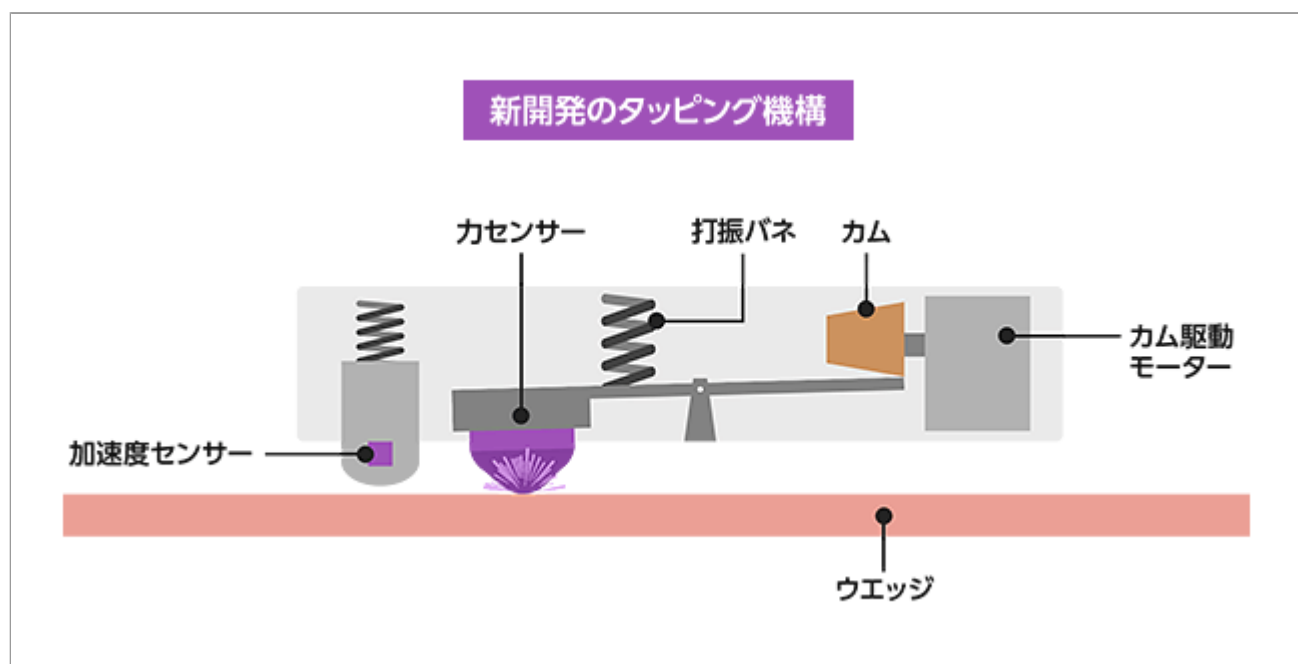 新開発のタッピング機構
力センサー
打振バネ
カム
カム駆動
モーター
加速度センサー
ウエッジ